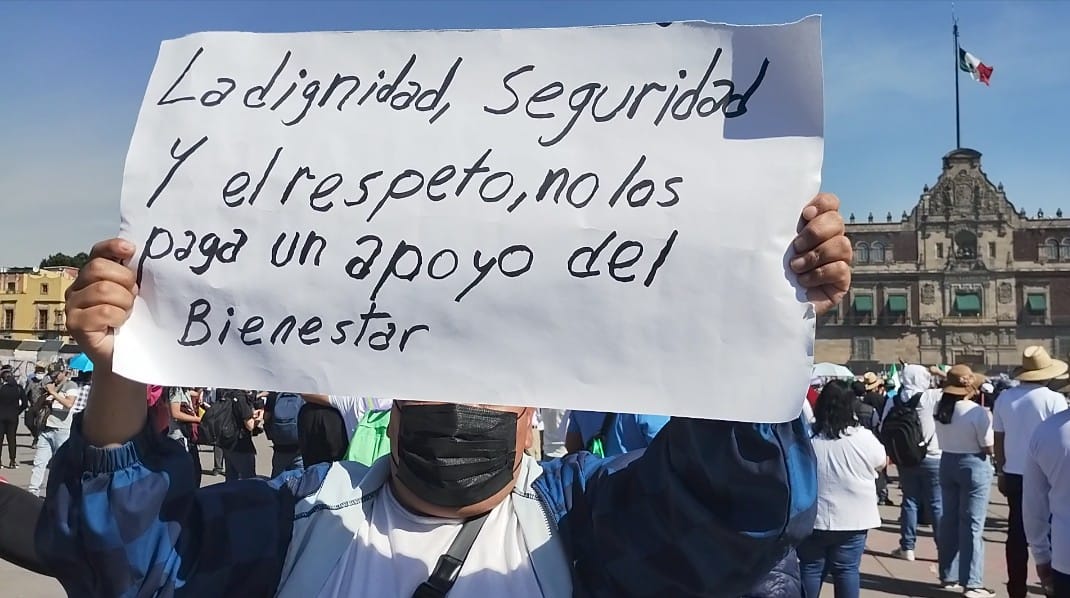 La dignidad, Seguridad
Y el respeto, no los
paga un apoyo del
Bienestar